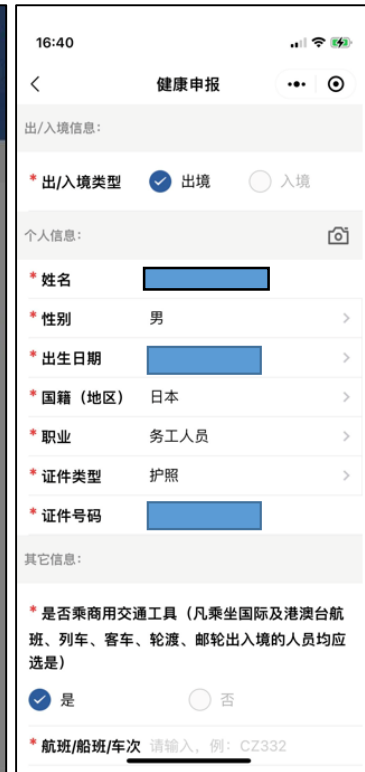 16:40
健康申报
出/入境信息:
* 出/入境类型 出境 入境
个人信息:
* 姓名
* 性别 男
* 出生日期
* 国籍（地区） 日本
* 职业 务工人员
* 证件类型 护照
* 证件号码
其它信息:
* 是否乘商用交通工具（凡乘坐国际及港澳台航
班、列车、客车、轮渡、邮轮出入境的人员均应
选是）
是 否
* 航班/船班/车次 请输入，例: CZ332